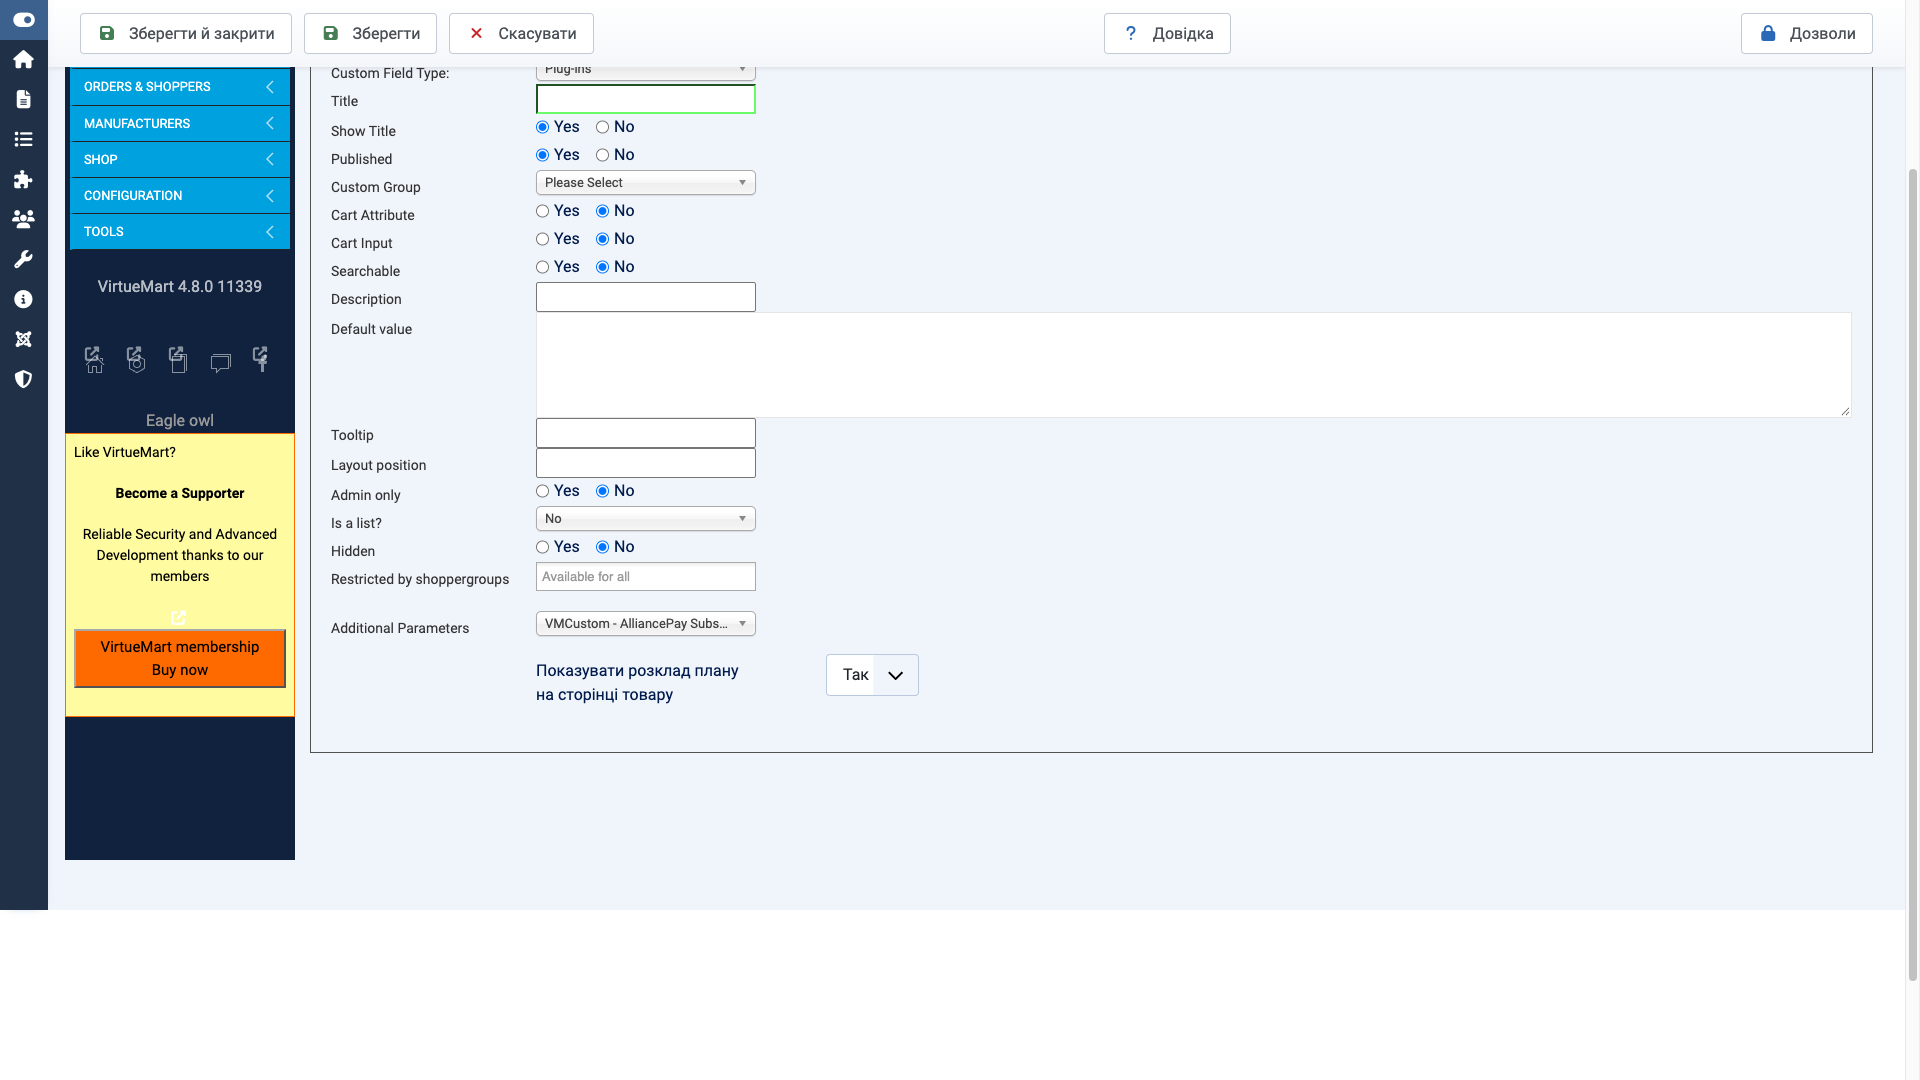 Зберегти й закрити
Зберегти
Скасувати
? Довідка
Дозволи
ORDERS & SHOPPERS
MANUFACTURERS
SHOP
CONFIGURATION
TOOLS
VirtueMart 4.8.0 11339
Eagle owl
Like VirtueMart?
Become a Supporter
Reliable Security and Advanced
Development thanks to our
members
VirtueMart membership
Buy now
Custom Field Type:
Plug-ins
Title
Show Title
Yes No
Published
Yes No
Custom Group
Please Select
Cart Attribute
Yes No
Cart Input
Yes No
Searchable
Yes No
Description
Default value
Tooltip
Layout position
Admin only
Yes No
Is a list?
No
Hidden
Yes No
Restricted by shoppergroups
Available for all
Additional Parameters
VMCustom - AlliancePay Subs...
Показувати розклад плану
на сторінці товару
Так